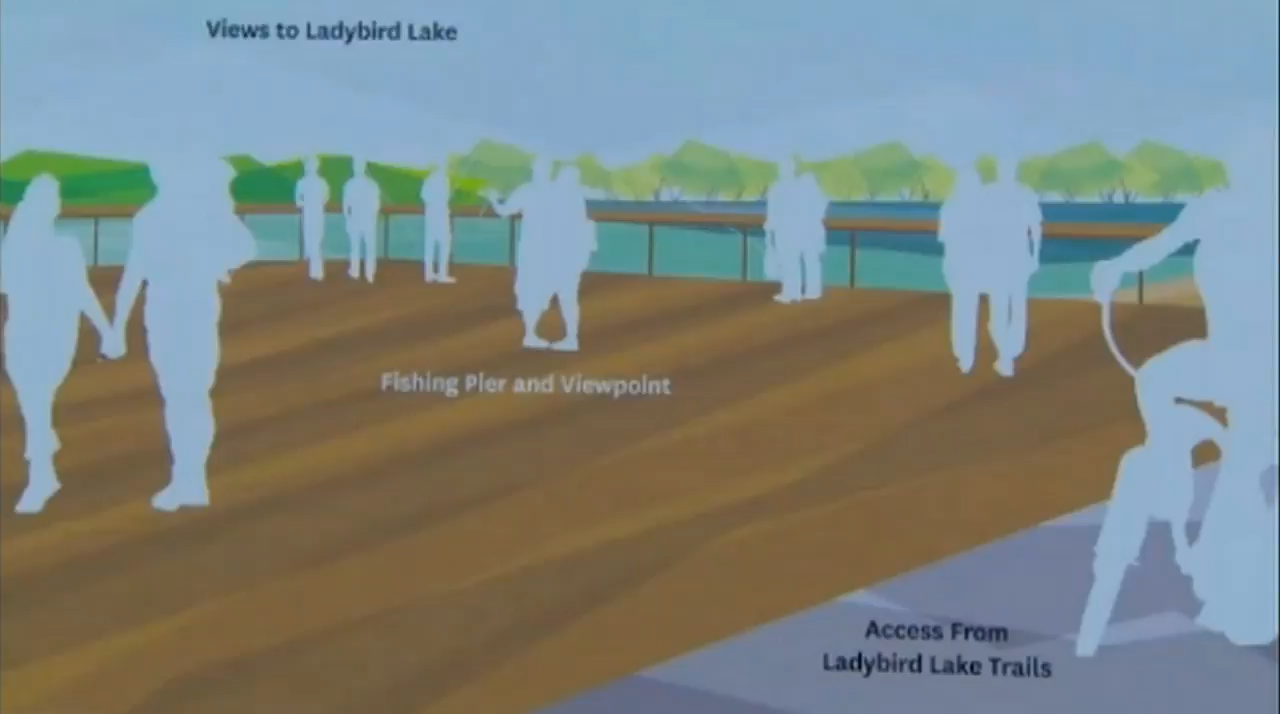 Views to Ladybird Lake
Fishing Pier and Viewpoint
Access From
Ladybird Lake Trails